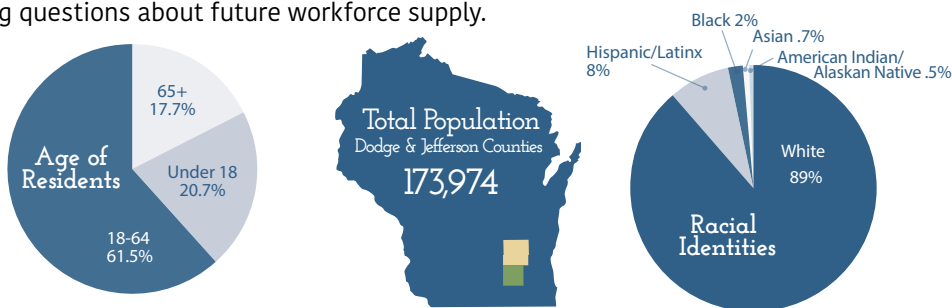 g questions about future workforce supply.
65+
17.7%
Age of
Residents
Under 18
20.7%
18-64
61.5%
Total Population
Dodge & Jefferson Counties
173,974
Black 2%
Asian .7%
Hispanic/Latinx
8%
American Indian/
Alaskan Native .5%
White
89%
Racial
Identities